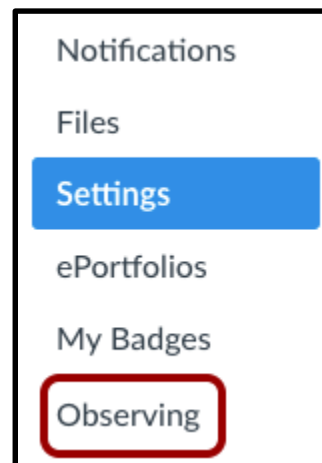 Notifications
Files
Settings
ePortfolios
My Badges
Observing